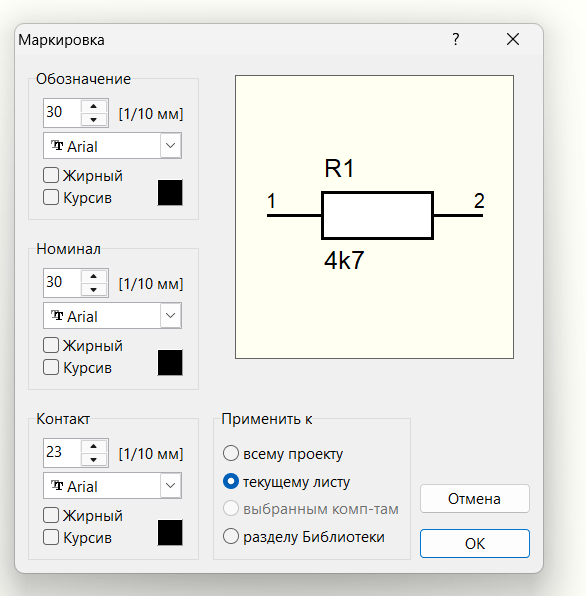 Маркировка
?
Обозначение
30
[1/10 мм]
Arial
Жирный
Курсив
R1
1
2
4k7
Номинал
30
[1/10 мм]
Arial
Жирный
Курсив
Контакт
23
[1/10 мм]
Arial
Жирный
Курсив
Применить к
всему проекту
текущему листу
выбранным комп-там
разделу Библиотеки
Отмена
ОК